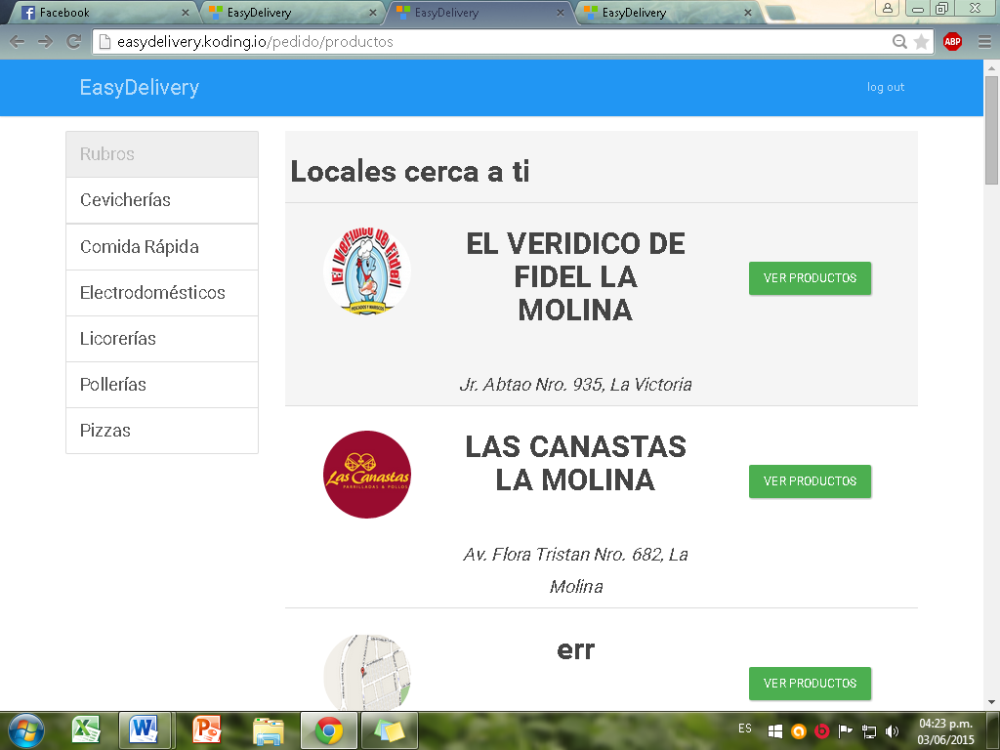 Facebook
EasyDelivery
EasyDelivery
EasyDelivery
easydelivery.koding.io/pedido/productos
ABP
EasyDelivery
log out
Rubros
Cevicherías
Comida Rápida
Electrodomésticos
Licorerías
Pollerías
Pizzas
Locales cerca a ti
El Veridico de Fidel
PESCADOS Y MARISCOS
EL VERIDICO DE
FIDEL LA
MOLINA
VER PRODUCTOS
Jr. Abtao Nro. 935, La Victoria
Las Canastas
PARRILLADAS & POLLOS
LAS CANASTAS
LA MOLINA
VER PRODUCTOS
Av. Flora Tristan Nro. 682, La
Molina
err
VER PRODUCTOS
ES
04:23 p.m.
03/06/2015